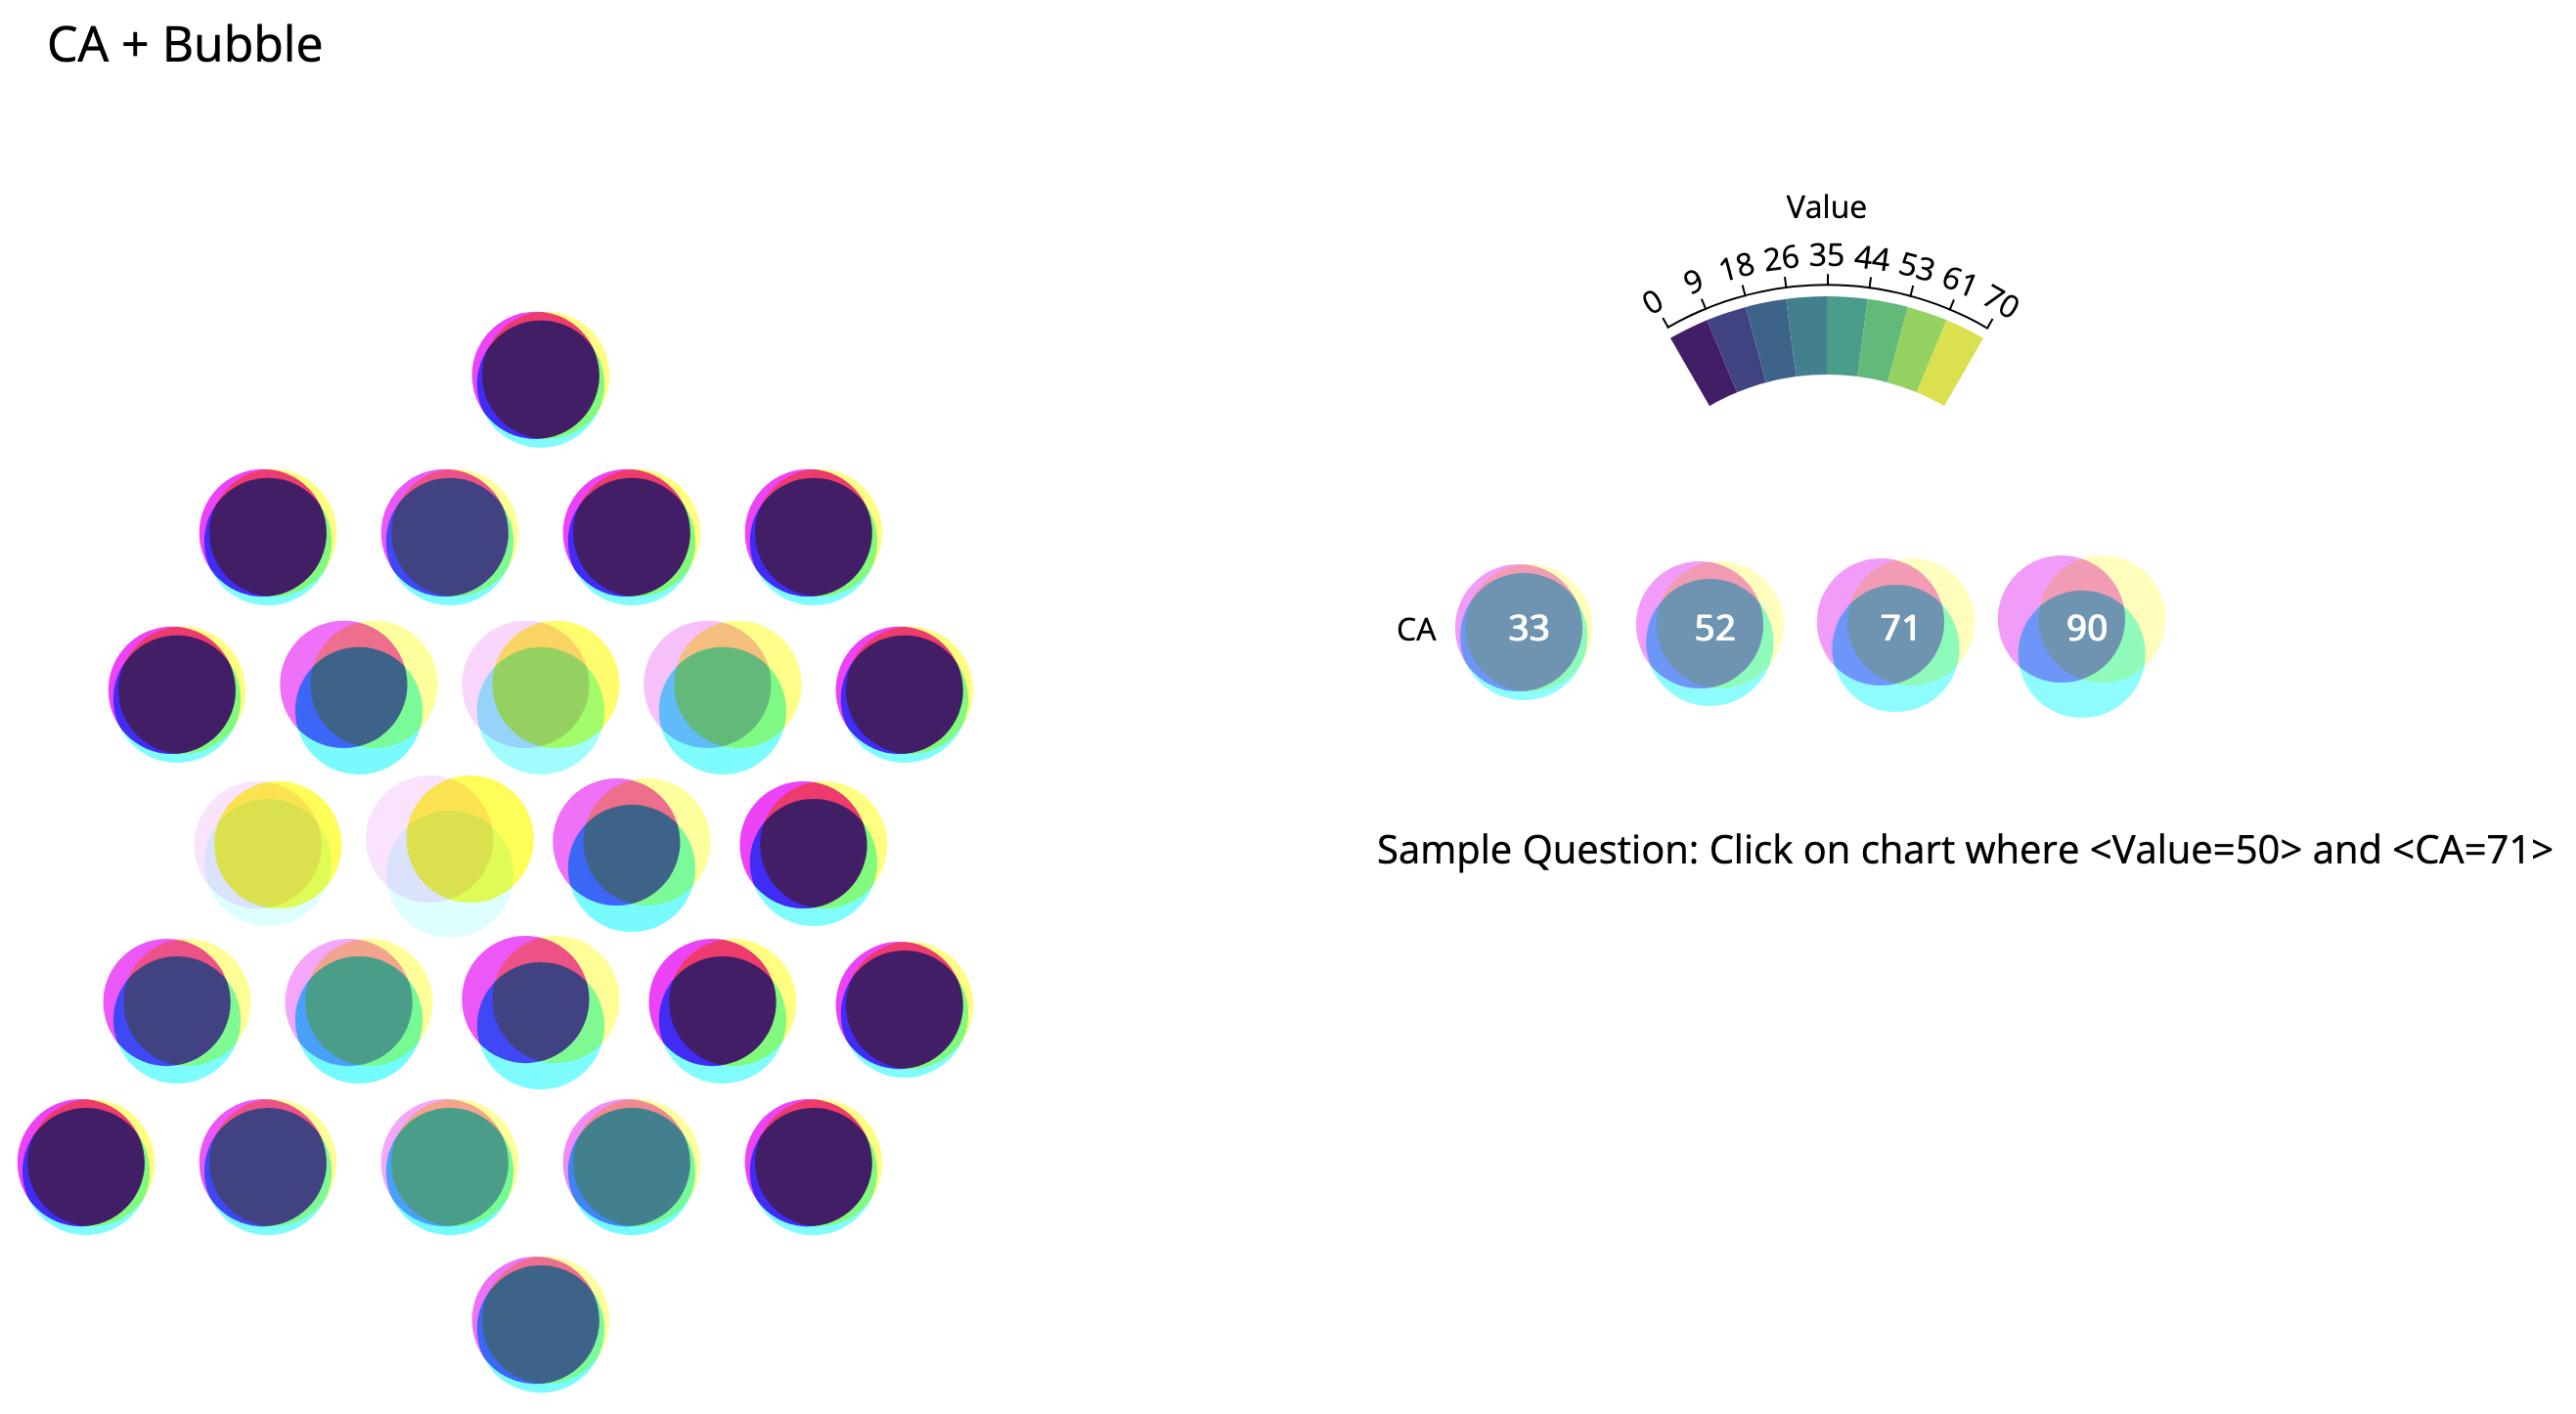 CA + Bubble
Value
0 9 18 26 35 44 53 61 70
CA 33 52 71 90
Sample Question: Click on chart where <Value=50> and <CA=71>